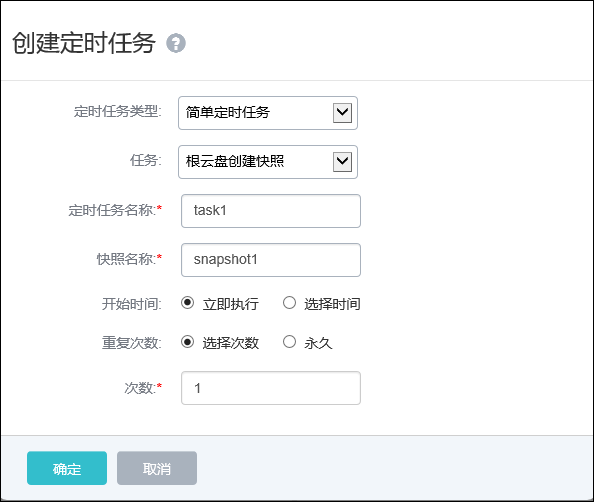 创建定时任务 ?
定时任务类型: 简单定时任务
任务: 根云盘创建快照
定时任务名称:* task1
快照名称:* snapshot1
开始时间: 立即执行 选择时间
重复次数: 选择次数 永久
次数:* 1
确定 取消